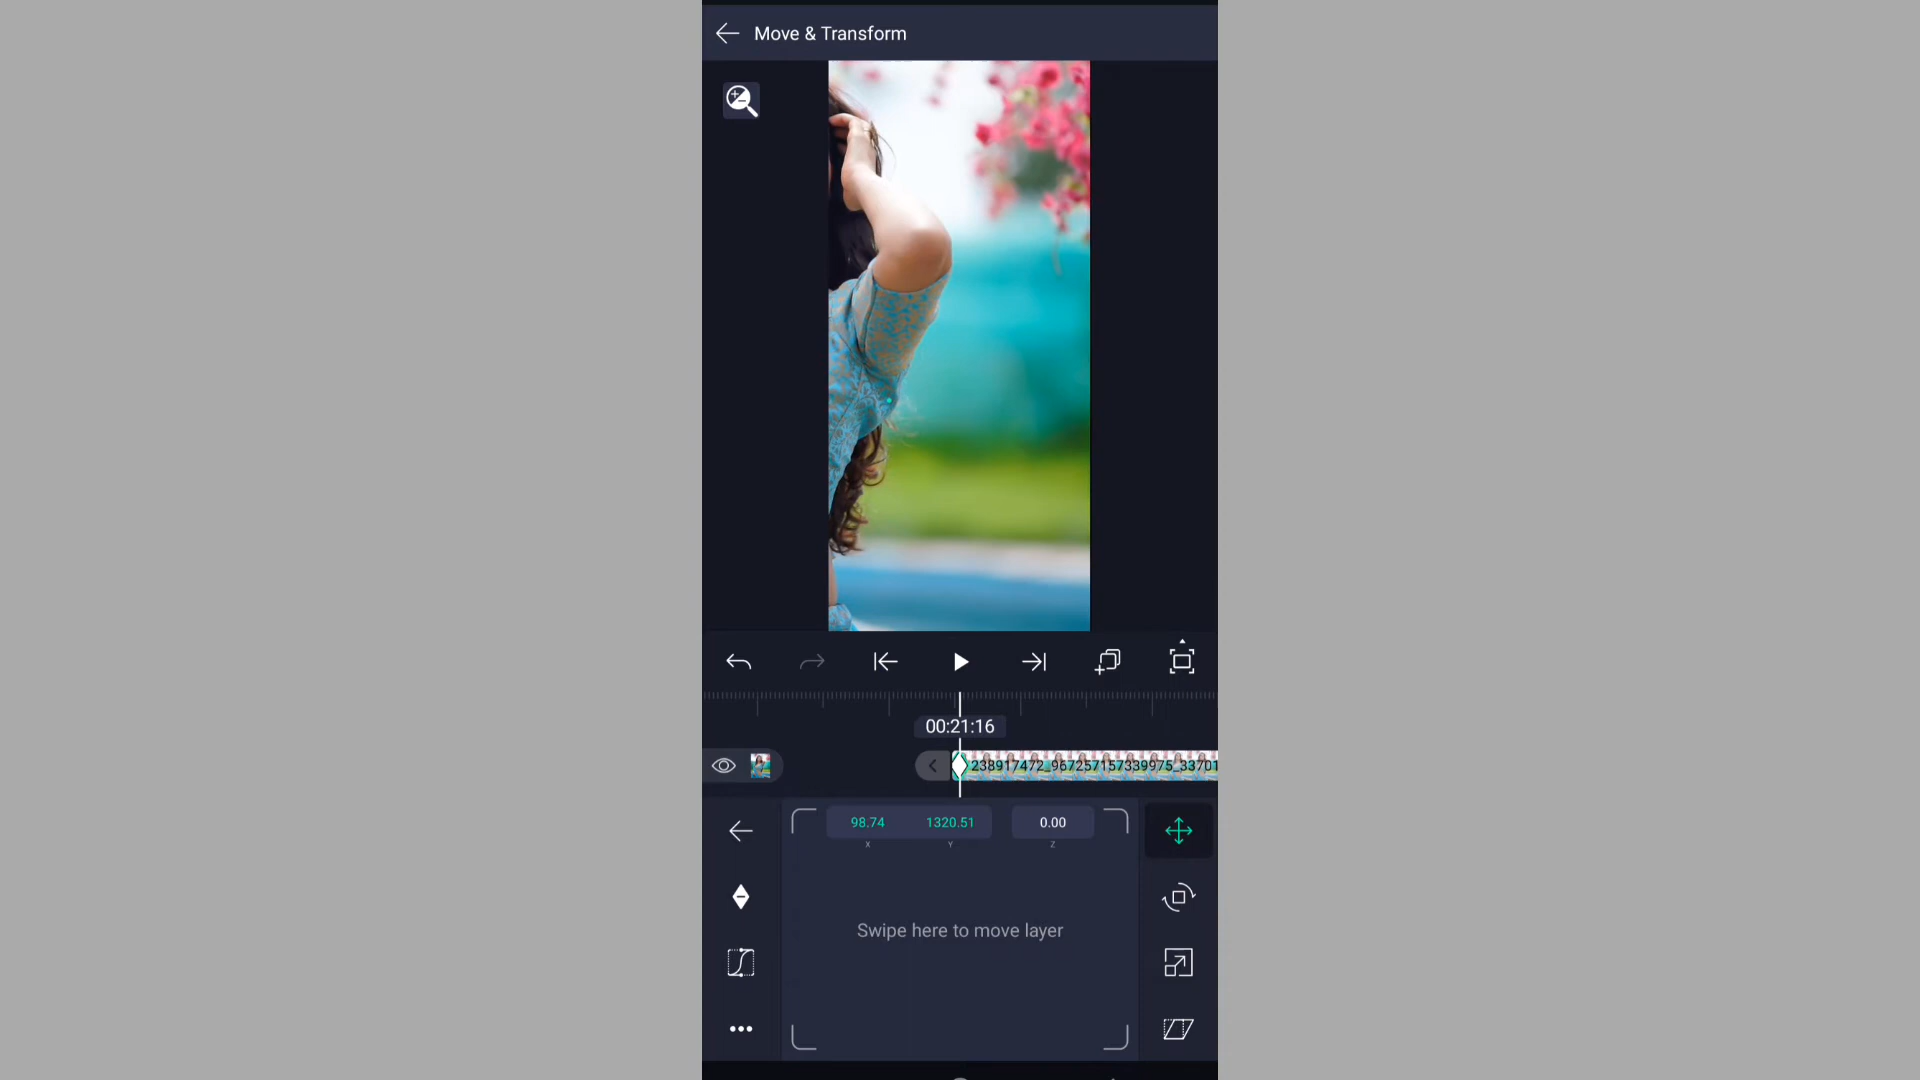 Move & Transform
00:21:16
238917472_967257157339975_33701
98.74 1320.51 0.00
X Y Z
Swipe here to move layer